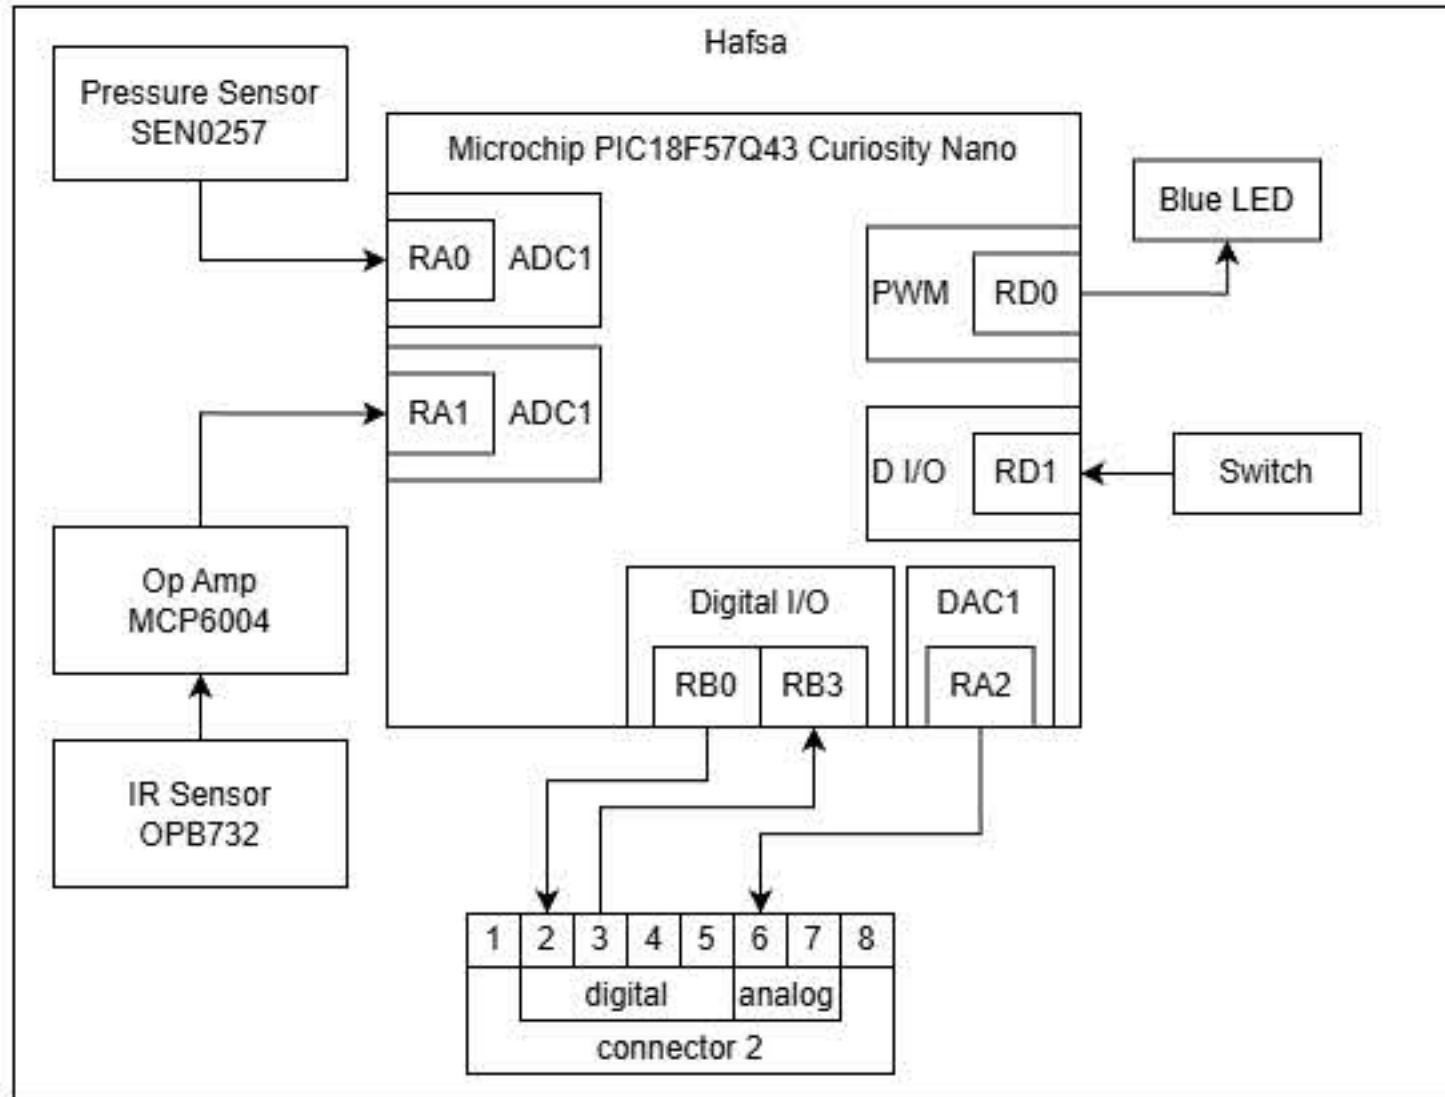 Hafsa
Pressure Sensor
SEN0257
Microchip PIC18F57Q43 Curiosity Nano
RA0 ADC1
RA1 ADC1
Op Amp
MCP6004
IR Sensor
OPB732
Blue LED
PWM RD0
D I/O RD1
Switch
Digital I/O
RB0 RB3
DAC1
RA2
1 2 3 4 5 6 7 8
digital analog
connector 2